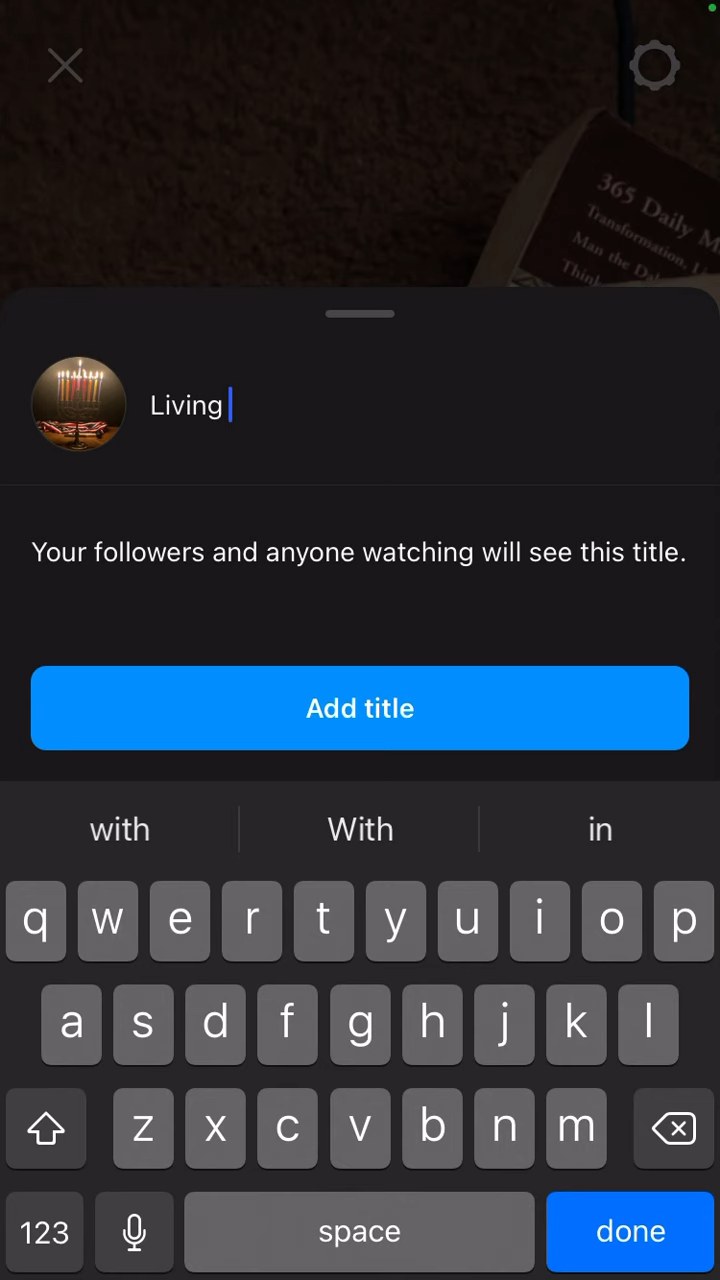 365 Daily M
Transformation, L
Man the Da
Think
Living
Your followers and anyone watching will see this title.
Add title
with With in
q w e r t y u i o p
a s d f g h j k l
z x c v b n m
123 space done